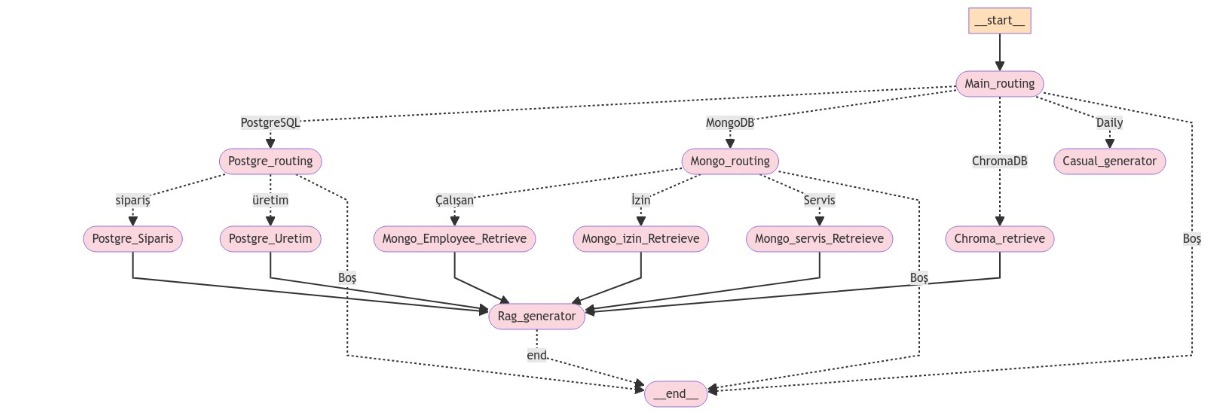 __start__
Main_routing
PostgreSQL
MongoDB
Daily
Postgre_routing
Mongo_routing
ChromaDB
Casual_generator
sipariş
üretim
Çalışan
İzin
Servis
Postgre_Siparis
Postgre_Uretim
Mongo_Employee_Retrieve
Mongo_izin_Retreieve
Mongo_servis_Retreieve
Chroma_retrieve
Boş
Boş
Boş
Rag_generator
end
__end__